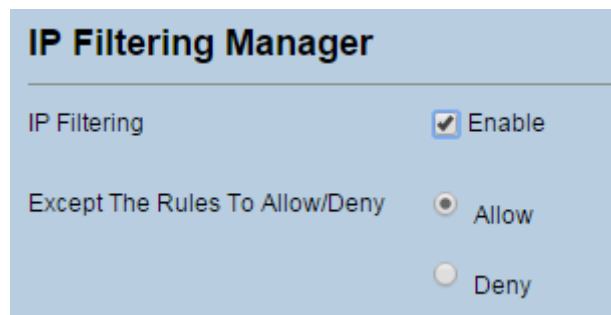 IP Filtering Manager
IP Filtering Enable
Except The Rules To Allow/Deny Allow
Deny